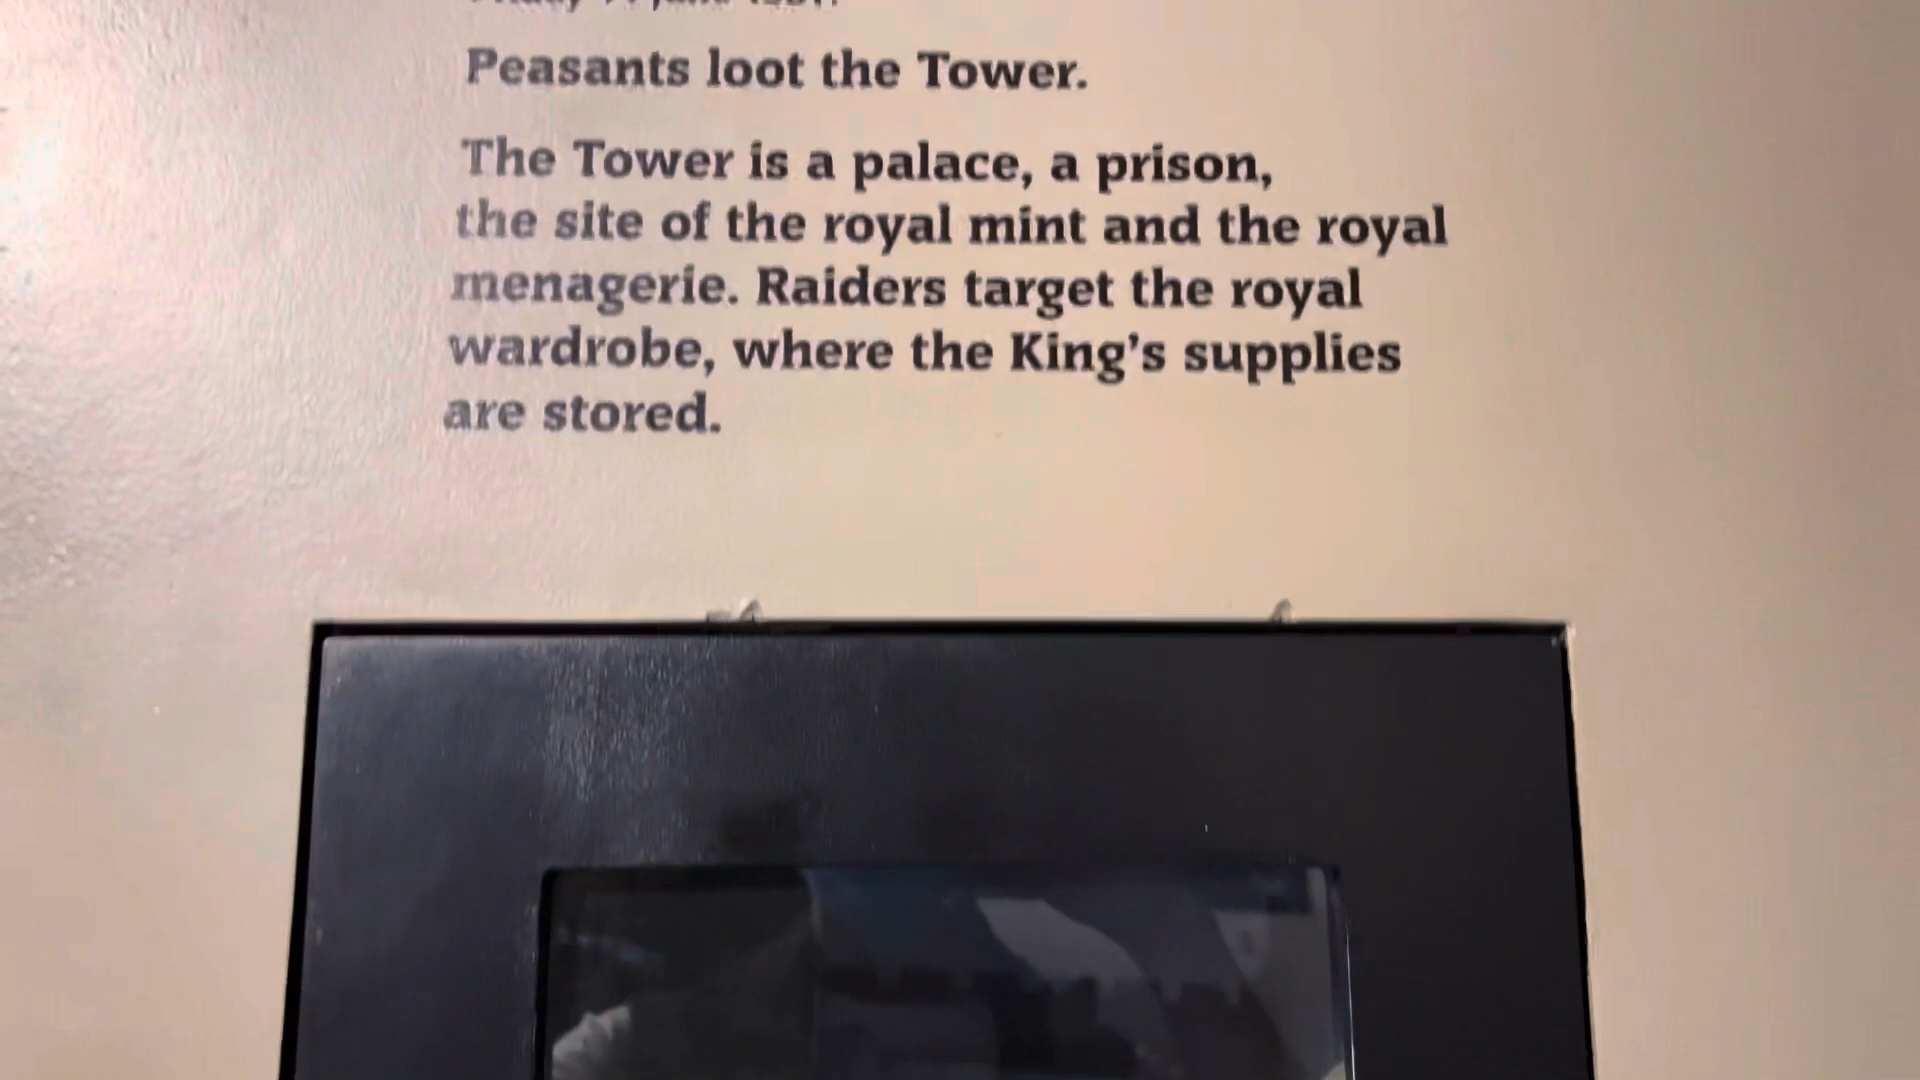 Peasants loot the Tower.
The Tower is a palace, a prison,
the site of the royal mint and the royal
menagerie. Raiders target the royal
wardrobe, where the King's supplies
are stored.